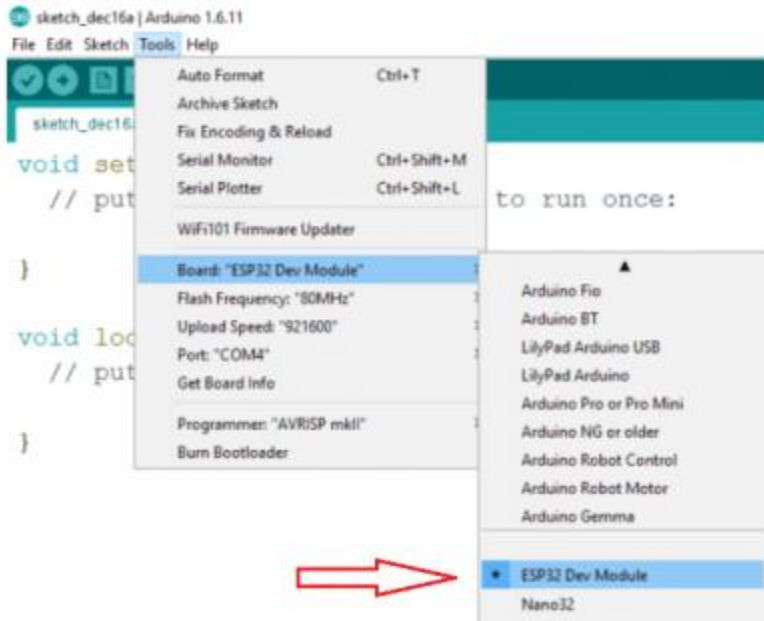 sketch_dec16a | Arduino 1.6.11
File Edit Sketch Tools Help
sketch_dec16
void set
// put
to run once:
}
void loo
// put
}
Auto Format Ctrl+T
Archive Sketch
Fix Encoding & Reload
Serial Monitor Ctrl+Shift+M
Serial Plotter Ctrl+Shift+L
WiFi101 Firmware Updater
Board: "ESP32 Dev Module"
Flash Frequency: "80MHz"
Upload Speed: "921600"
Port: "COM4"
Get Board Info
Programmer: "AVRISP mkII"
Burn Bootloader
Arduino Fio
Arduino BT
LilyPad Arduino USB
LilyPad Arduino
Arduino Pro or Pro Mini
Arduino NG or older
Arduino Robot Control
Arduino Robot Motor
Arduino Gemma
ESP32 Dev Module
Nano32